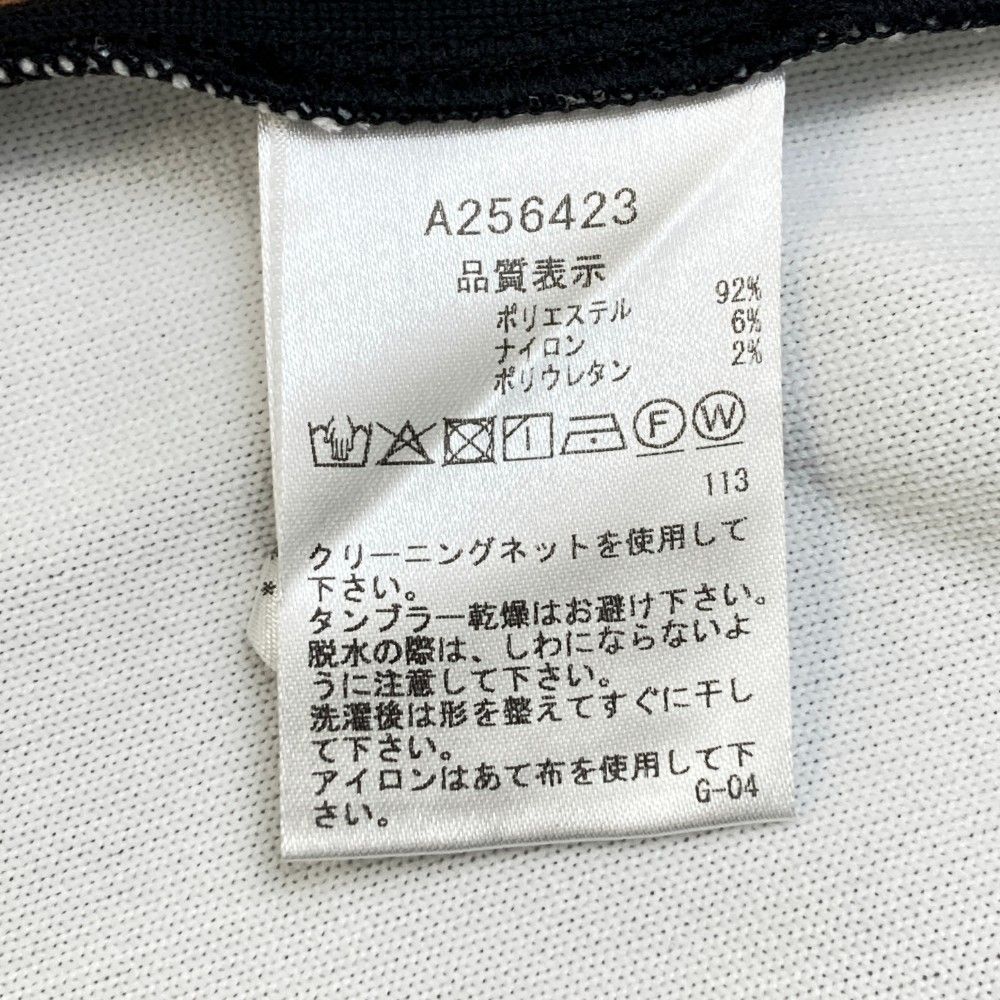 A256423
品質表示
ポリエステル 92%
ナイロン 6%
ポリウレタン 2%
F W
113
クリーニングネットを使用して
下さい。
タンブラー乾燥はお避け下さい。
脱水の際は、しわにならないよ
うに注意して下さい。
洗濯後は形を整えてすぐに干し
て下さい。
アイロンはあて布を使用して下
さい。
G-04